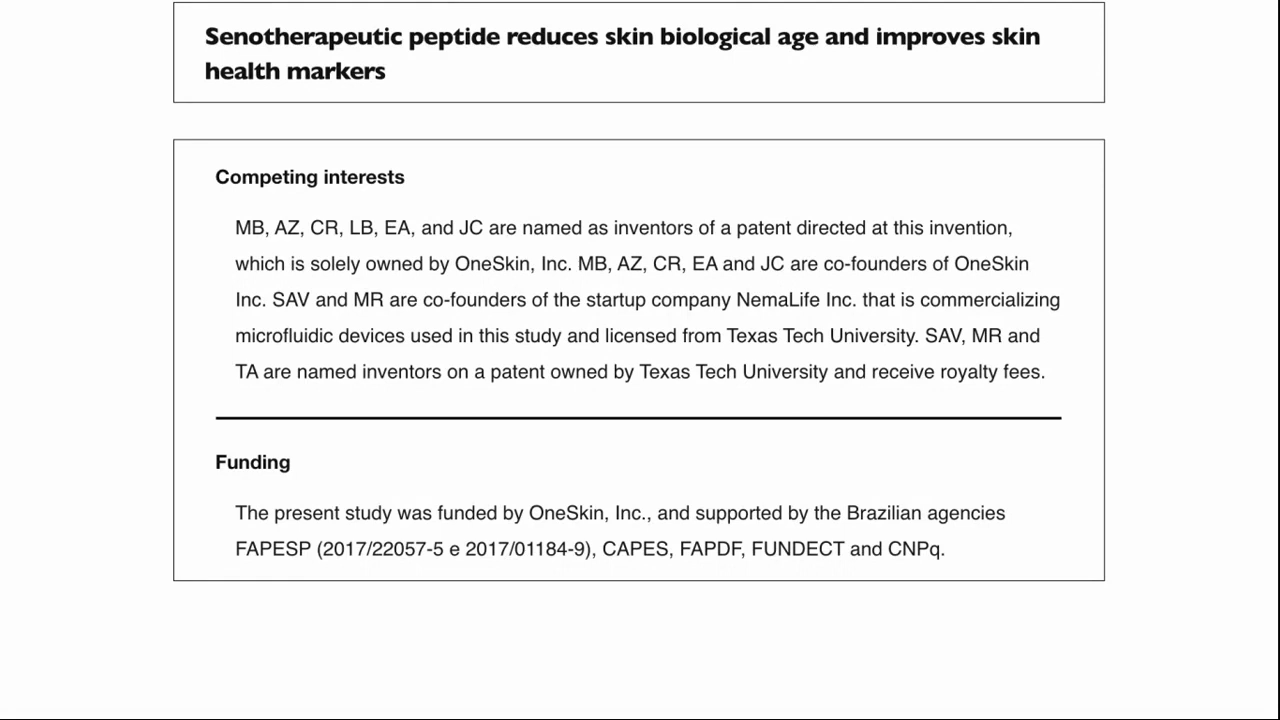 Senotherapeutic peptide reduces skin biological age and improves skin
health markers
Competing interests
MB, AZ, CR, LB, EA, and JC are named as inventors of a patent directed at this invention,
which is solely owned by OneSkin, Inc. MB, AZ, CR, EA and JC are co-founders of OneSkin
Inc. SAV and MR are co-founders of the startup company NemaLife Inc. that is commercializing
microfluidic devices used in this study and licensed from Texas Tech University. SAV, MR and
TA are named inventors on a patent owned by Texas Tech University and receive royalty fees.
Funding
The present study was funded by OneSkin, Inc., and supported by the Brazilian agencies
FAPESP (2017/22057-5 e 2017/01184-9), CAPES, FAPDF, FUNDECT and CNPq.